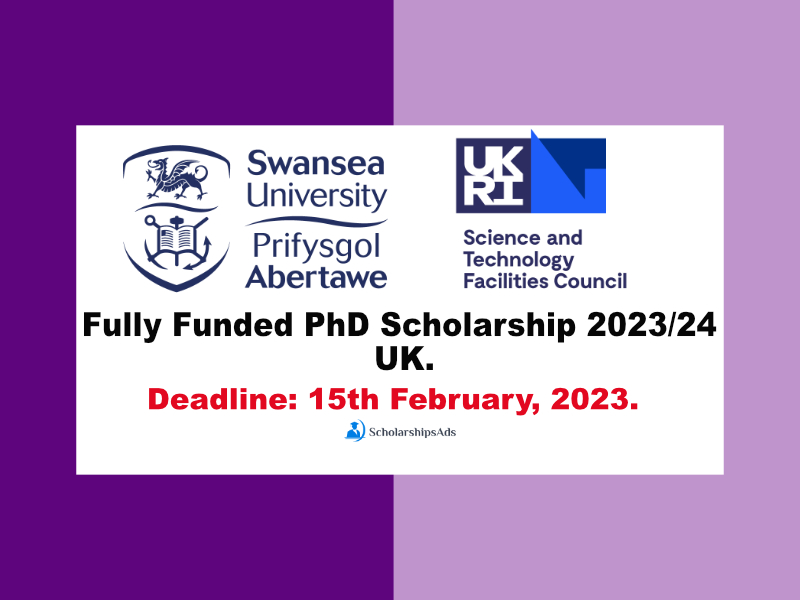 Swansea
University
Prifysgol
Abertawe
UK
RI
Science and
Technology
Facilities Council
Fully Funded PhD Scholarship 2023/24
UK.
Deadline: 15th February, 2023.
ScholarshipsAds